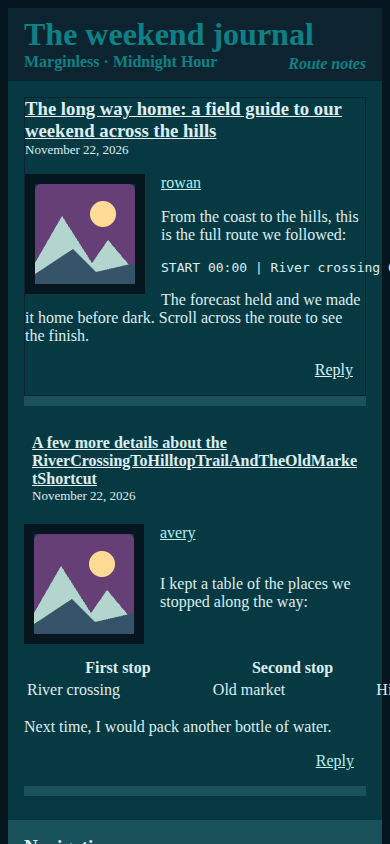 The weekend journal
Marginless · Midnight Hour
Route notes
The long way home: a field guide to our
weekend across the hills
November 22, 2026
rowan
From the coast to the hills, this
is the full route we followed:
START 00:00 | River crossing
The forecast held and we made
it home before dark. Scroll across the route to see
the finish.
Reply
A few more details about the
RiverCrossingToHilltopTrailAndTheOldMarke
tShortcut
November 22, 2026
avery
I kept a table of the places we
stopped along the way:
First stop Second stop
River crossing Old market
Next time, I would pack another bottle of water.
Reply